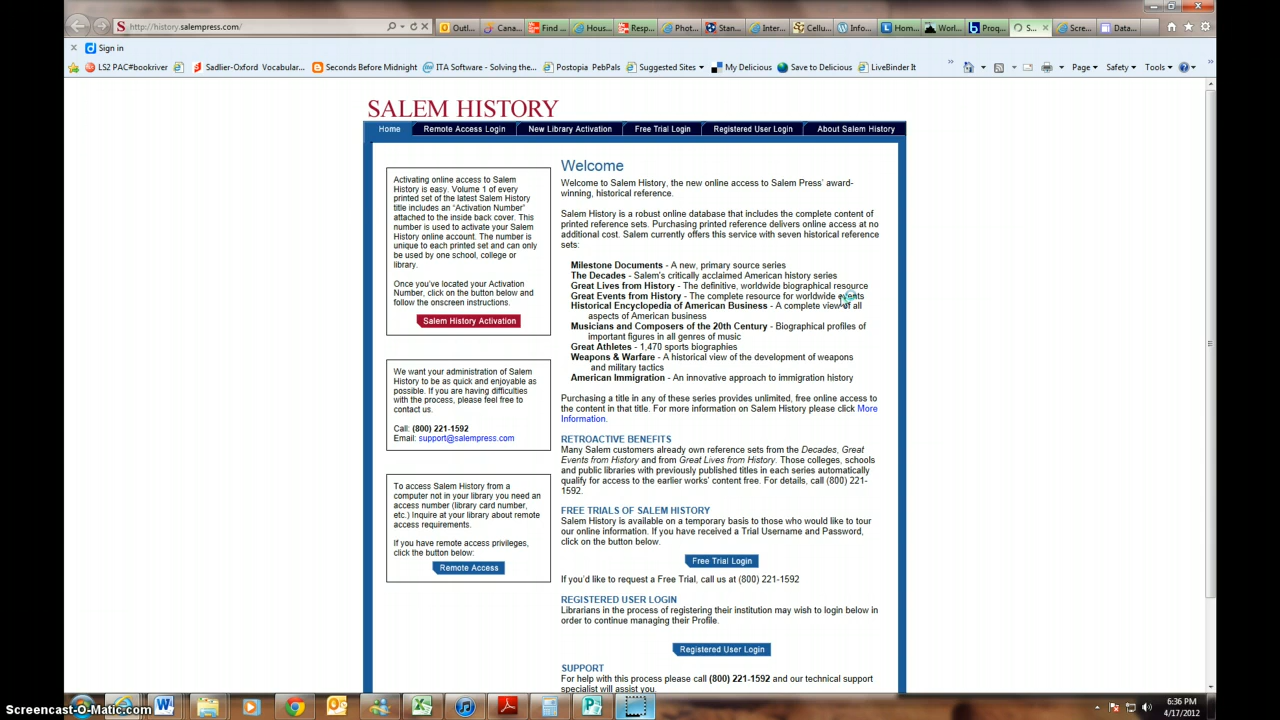 http://history.salempress.com/
Outl...
Cana...
Find ...
Hous...
Resp...
Phot...
Stan...
Inter...
Cellu...
Info...
Hom...
Worl...
Proq...
S...
Scre...
Data...
Sign in
LS2 PAC#bookriver
Sadlier-Oxford Vocabular...
Seconds Before Midnight
ITA Software - Solving the...
Postopia PebPals
Suggested Sites
My Delicious
Save to Delicious
LiveBinder It
Page
Safety
Tools
SALEM HISTORY
Home
Remote Access Login
New Library Activation
Free Trial Login
Registered User Login
About Salem History
Activating online access to Salem
History is easy. Volume 1 of every
printed set of the latest Salem History
title includes an "Activation Number"
attached to the inside back cover. This
number is used to activate your Salem
History online account. The number is
unique to each printed set and can only
be used by one school, college or
library.
Once you've located your Activation
Number, click on the button below and
follow the onscreen instructions.
Salem History Activation
We want your administration of Salem
History to be as quick and enjoyable as
possible. If you are having difficulties
with the process, please feel free to
contact us.
Call: (800) 221-1592
Email: support@salempress.com
To access Salem History from a
computer not in your library you need an
access number (library card number,
etc.) Inquire at your library about remote
access requirements.
If you have remote access privileges,
click the button below:
Remote Access
Welcome
Welcome to Salem History, the new online access to Salem Press' award-
winning, historical reference.
Salem History is a robust online database that includes the complete content of
printed reference sets. Purchasing printed reference delivers online access at no
additional cost. Salem currently offers this service with seven historical reference
sets:
Milestone Documents - A new, primary source series
The Decades - Salem's critically acclaimed American history series
Great Lives from History - The definitive, worldwide biographical resource
Great Events from History - The complete resource for worldwide
Historical Encyclopedia of American Business - A complete view of all
aspects of American business
Musicians and Composers of the 20th Century - Biographical profiles of
important figures in all genres of music
Great Athletes - 1,470 sports biographies
Weapons & Warfare - A historical view of the development of weapons
and military tactics
American Immigration - An innovative approach to immigration history
Purchasing a title in any of these series provides unlimited, free online access to
the content in that title. For more information on Salem History please click More
Information.
RETROACTIVE BENEFITS
Many Salem customers already own reference sets from the Decades, Great
Events from History and from Great Lives from History. Those colleges, schools
and public libraries with previously published titles in each series automatically
qualify for access to the earlier works' content free. For details, call (800) 221-
1592.
FREE TRIALS OF SALEM HISTORY
Salem History is available on a temporary basis to those who would like to tour
our online information. If you have received a Trial Username and Password,
click on the button below.
Free Trial Login
If you'd like to request a Free Trial, call us at (800) 221-1592
REGISTERED USER LOGIN
Librarians in the process of registering their institution may wish to login below in
order to continue managing their Profile.
Registered User Login
SUPPORT
For help with this process please call (800) 221-1592 and our technical support
specialist will assist you.
Screencast-O-Matic.com
6:36 PM
4/17/2012